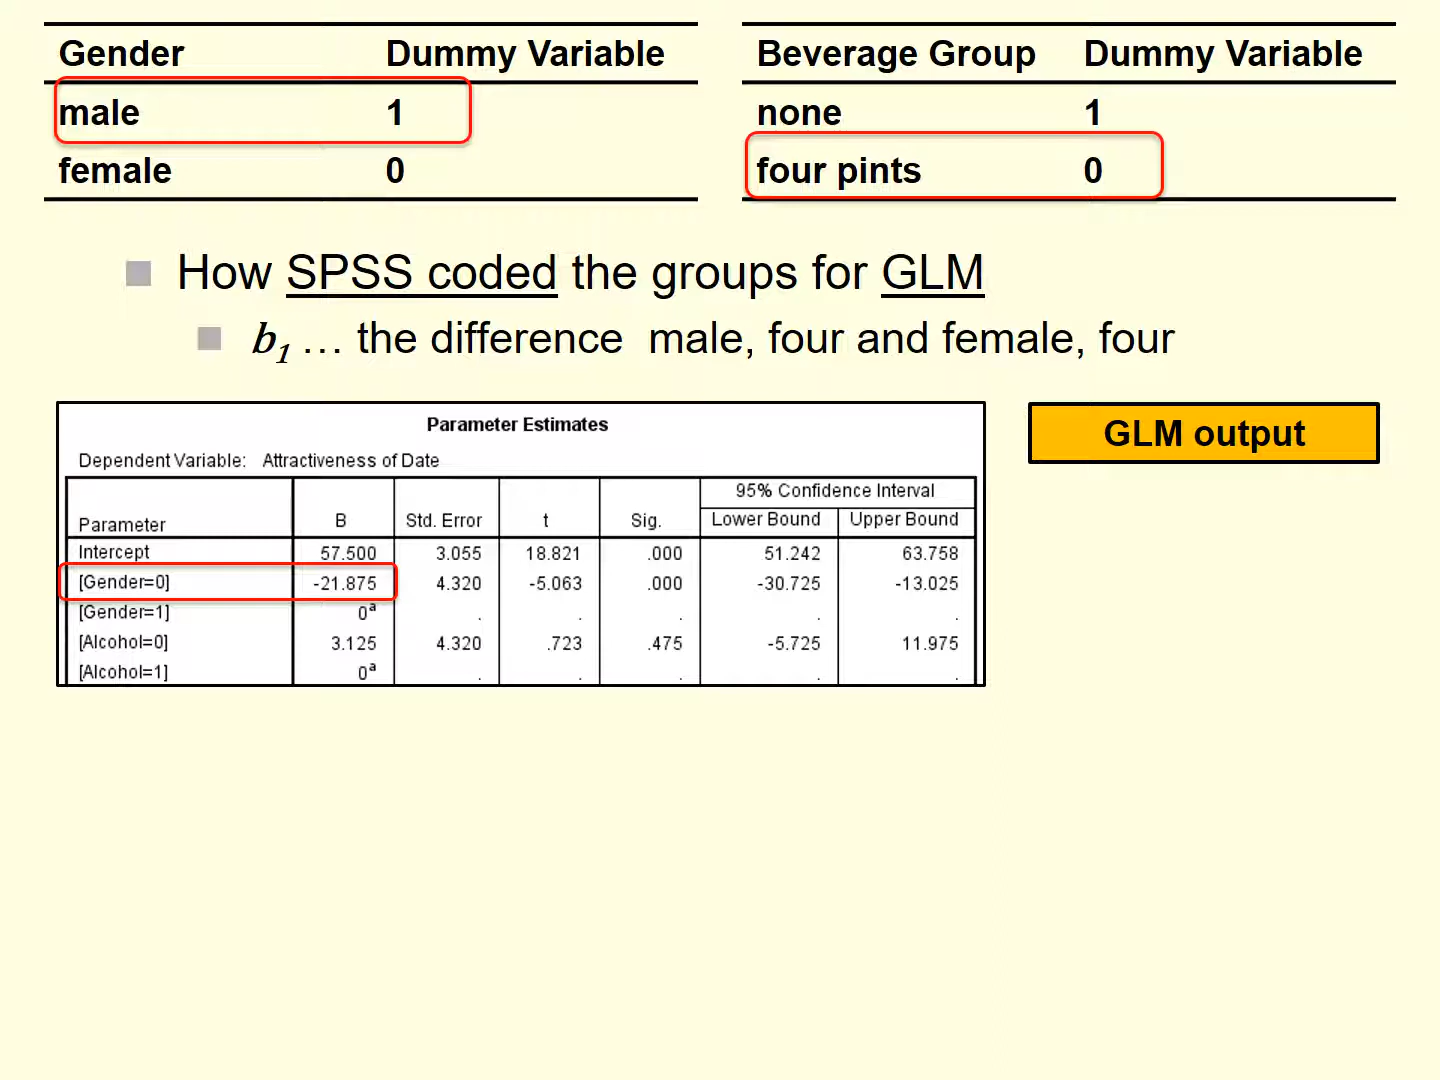 Gender Dummy Variable
male 1
female 0
Beverage Group Dummy Variable
none 1
four pints 0
How SPSS coded the groups for GLM
b1 … the difference male, four and female, four
GLM output
Parameter Estimates
Dependent Variable: Attractiveness of Date
95% Confidence Interval
Parameter B Std. Error t Sig. Lower Bound Upper Bound
Intercept 57.500 3.055 18.821 .000 51.242 63.758
[Gender=0] -21.875 4.320 -5.063 .000 -30.725 -13.025
[Gender=1] 0a . . . . .
[Alcohol=0] 3.125 4.320 .723 .475 -5.725 11.975
[Alcohol=1] 0a . . . . .